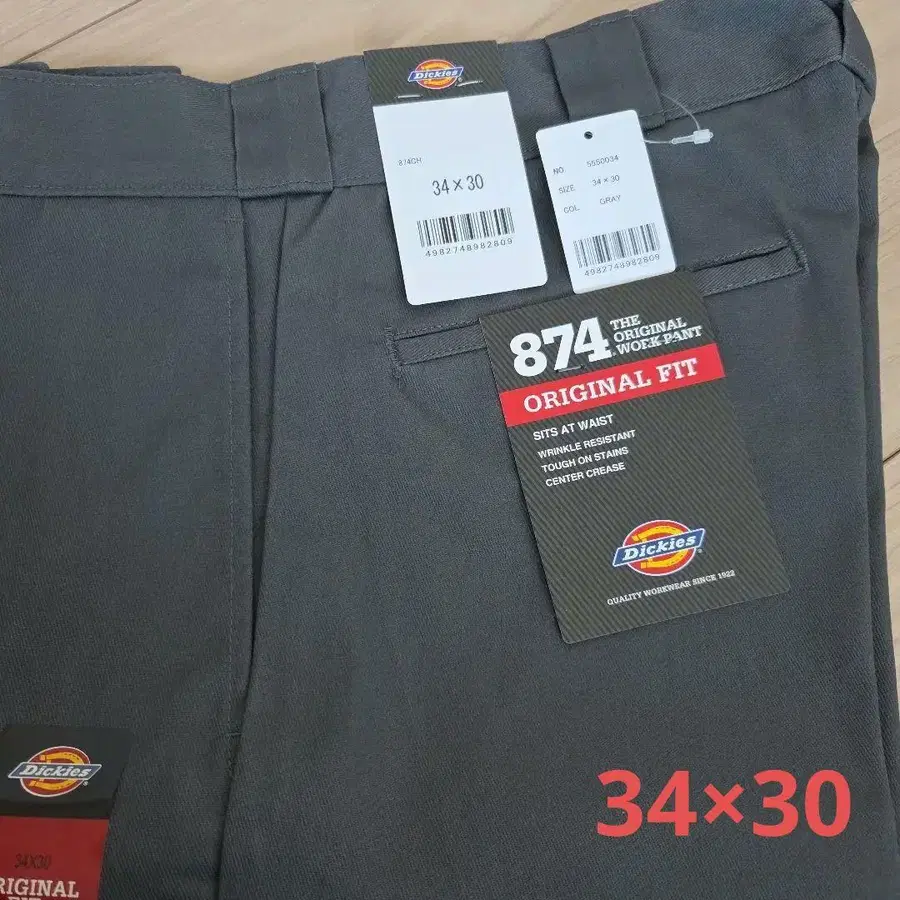 Dickies
874CH
34×30
4982748982809
NO. 55S0034
SIZE 34×30
COL. GRAY
4982748982809
874 THE
ORIGINAL
WORK PANT
ORIGINAL FIT
SITS AT WAIST
WRINKLE RESISTANT
TOUGH ON STAINS
CENTER CREASE
Dickies
QUALITY WORKWEAR SINCE 1922
Dickies
34X30
RIGINAL
FIT
34×30